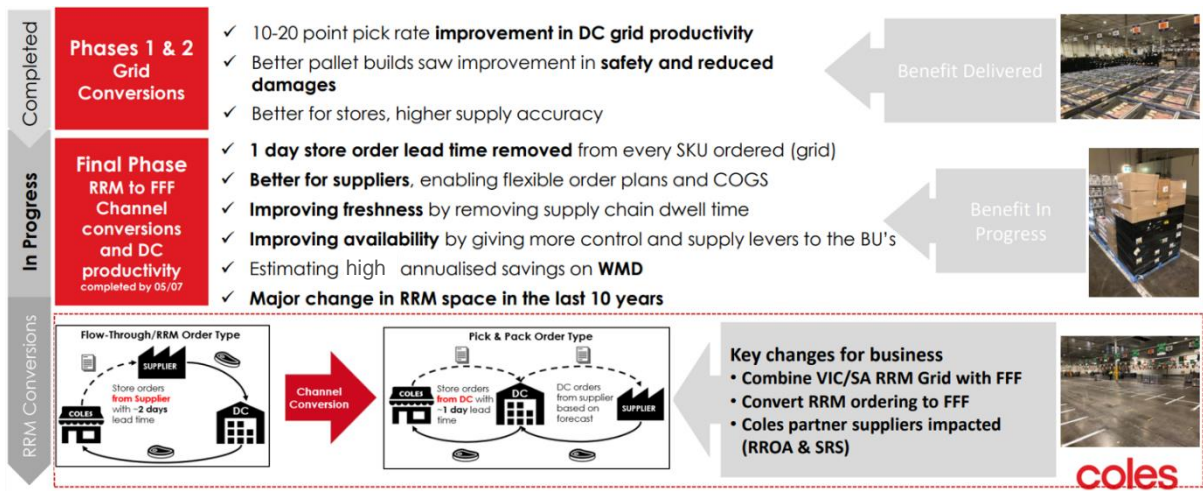 Completed
Phases 1 & 2
Grid
Conversions
✓ 10-20 point pick rate improvement in DC grid productivity
✓ Better pallet builds saw improvement in safety and reduced
damages
✓ Better for stores, higher supply accuracy
Benefit Delivered
In Progress
Final Phase
RRM to FFF
Channel
conversions
and DC
productivity
completed by 05/07
✓ 1 day store order lead time removed from every SKU ordered (grid)
✓ Better for suppliers, enabling flexible order plans and COGS
✓ Improving freshness by removing supply chain dwell time
✓ Improving availability by giving more control and supply levers to the BU's
✓ Estimating high annualised savings on WMD
✓ Major change in RRM space in the last 10 years
Benefit In
Progress
RRM Conversions
Flow-Through/RRM Order Type
SUPPLIER
Store orders
from Supplier
with ~2 days
lead time
COLES
DC
Channel
Conversion
Pick & Pack Order Type
COLES
Store orders
from DC with
~1 day lead
time
DC
DC orders
from supplier
based on
forecast
SUPPLIER
Key changes for business
• Combine VIC/SA RRM Grid with FFF
• Convert RRM ordering to FFF
• Coles partner suppliers impacted
(RROA & SRS)
coles